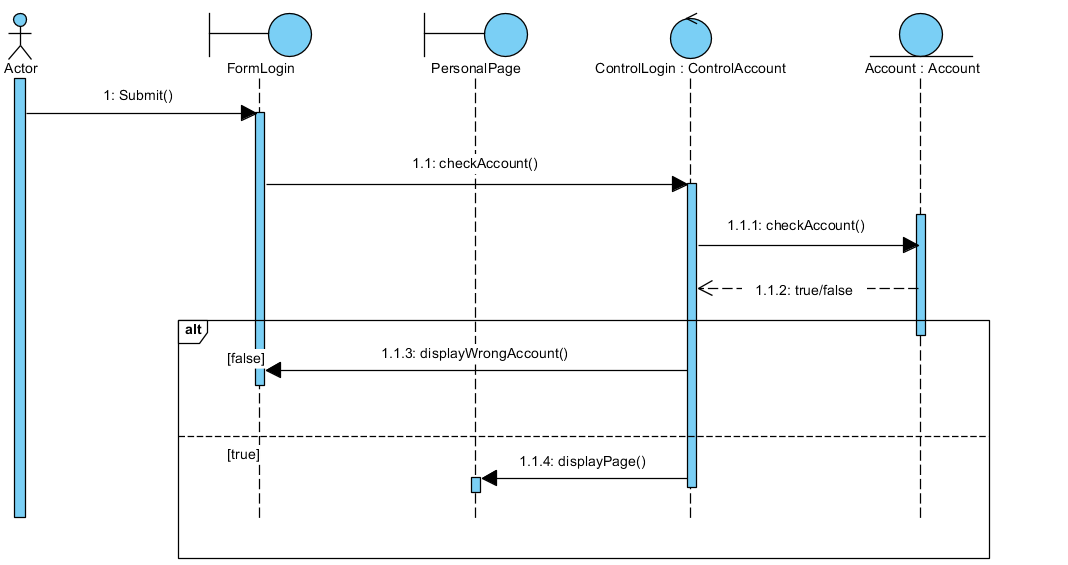 Actor
FormLogin
PersonalPage
ControlLogin : ControlAccount
Account : Account
1: Submit()
1.1: checkAccount()
1.1.1: checkAccount()
1.1.2: true/false
alt
[false]
1.1.3: displayWrongAccount()
[true]
1.1.4: displayPage()